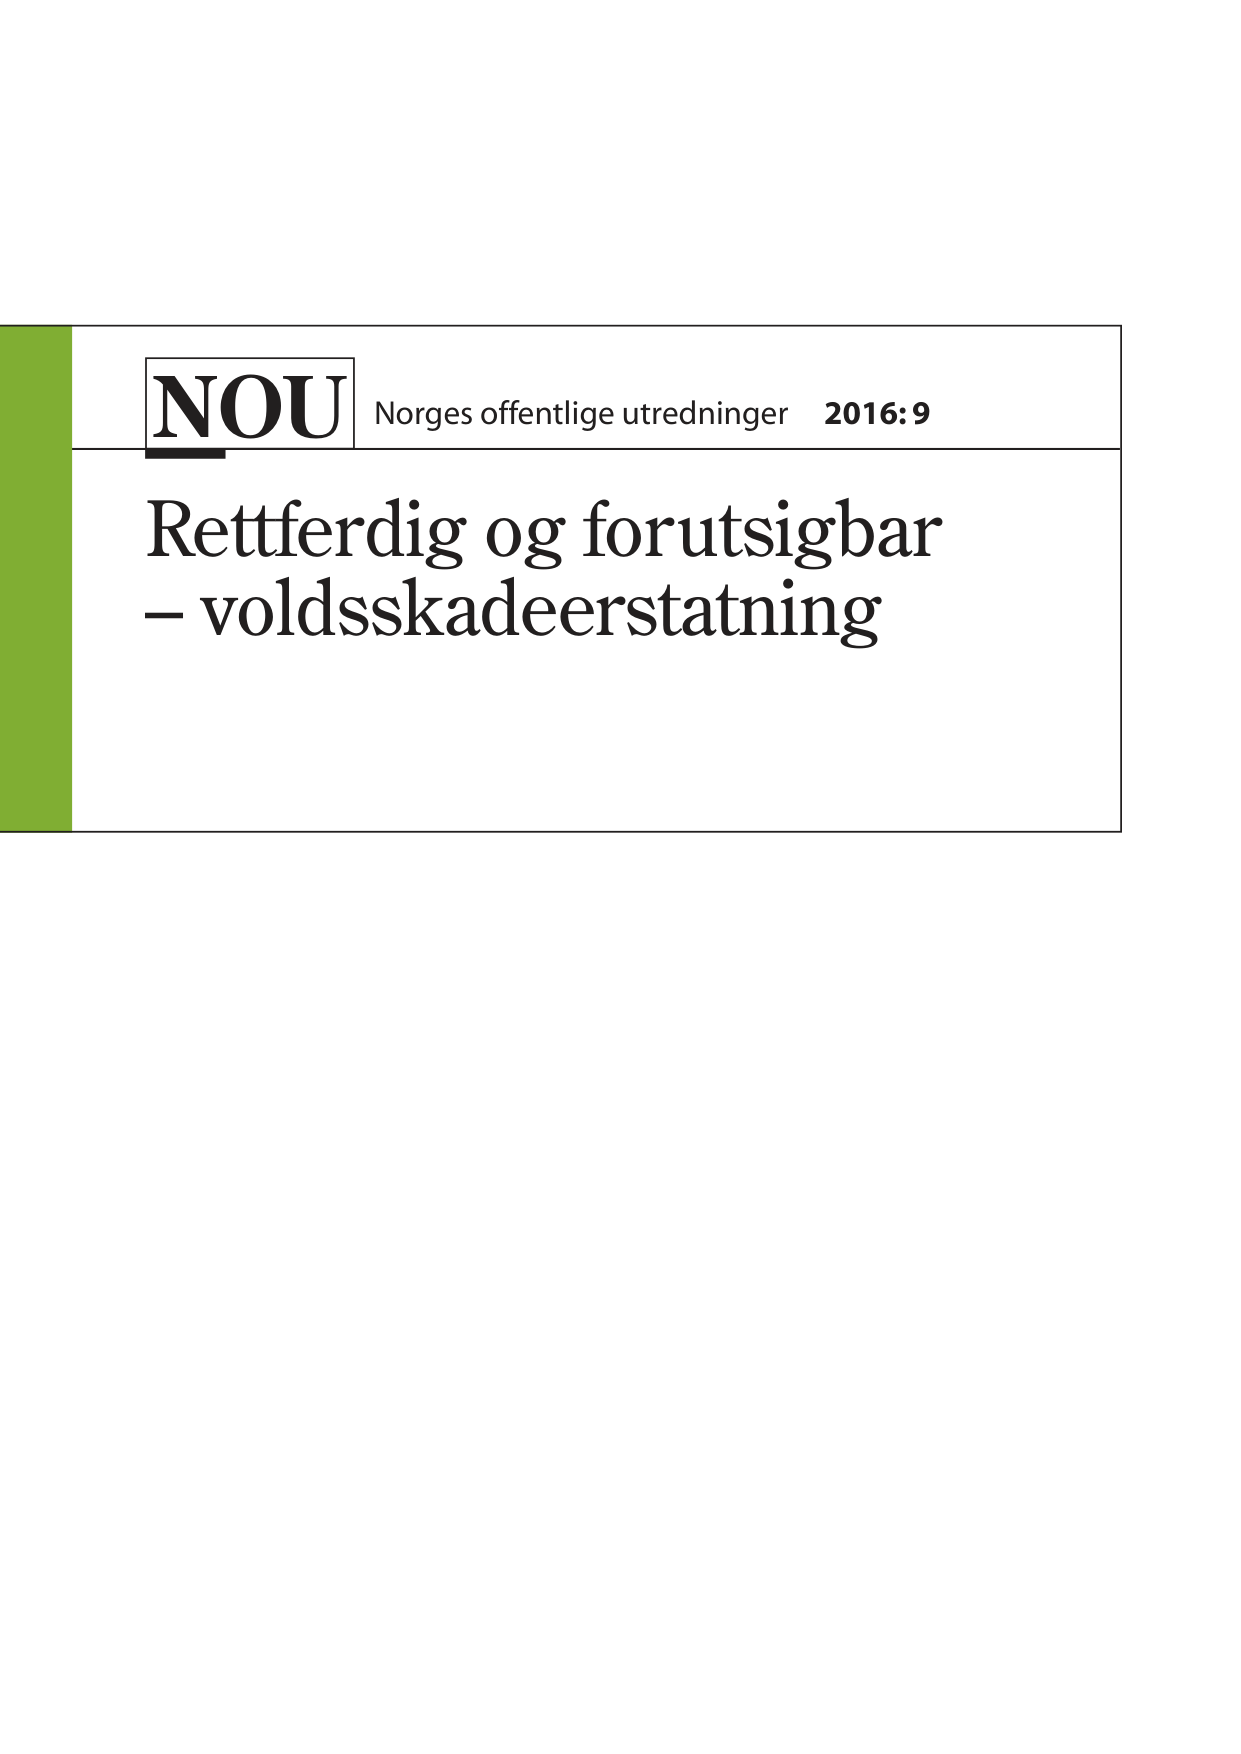 NOU Norges offentlige utredninger 2016: 9
Rettferdig og forutsigbar
– voldsskadeerstatning